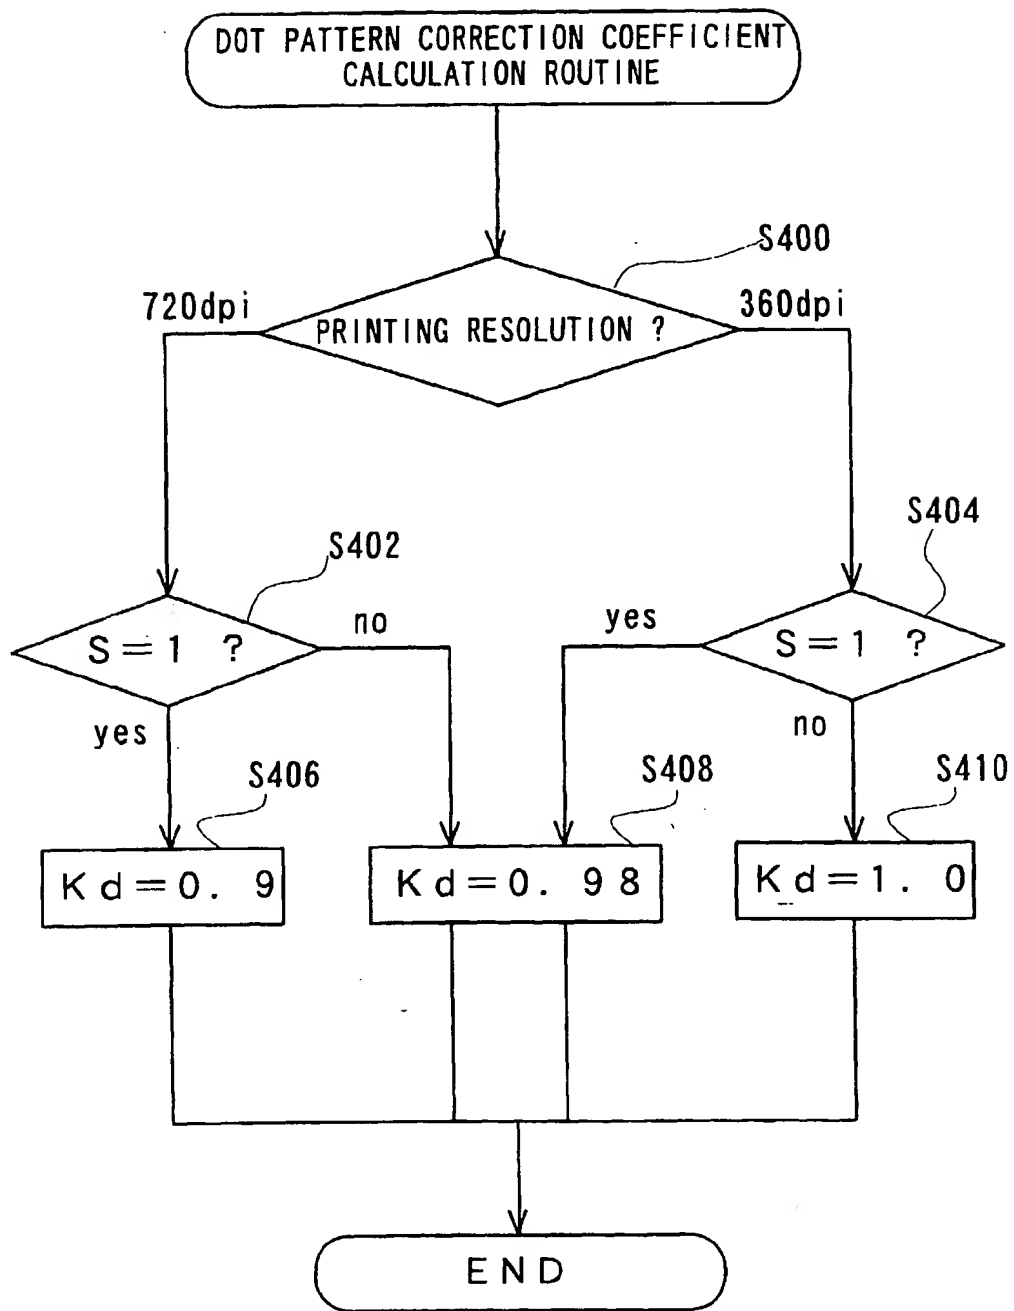 DOT PATTERN CORRECTION COEFFICIENT
CALCULATION ROUTINE
S400
720dpi
PRINTING RESOLUTION ?
360dpi
S402
S404
S=1 ?
no
yes
S=1 ?
yes
no
S406
S408
S410
Kd=0. 9
Kd=0. 98
Kd=1. 0
END